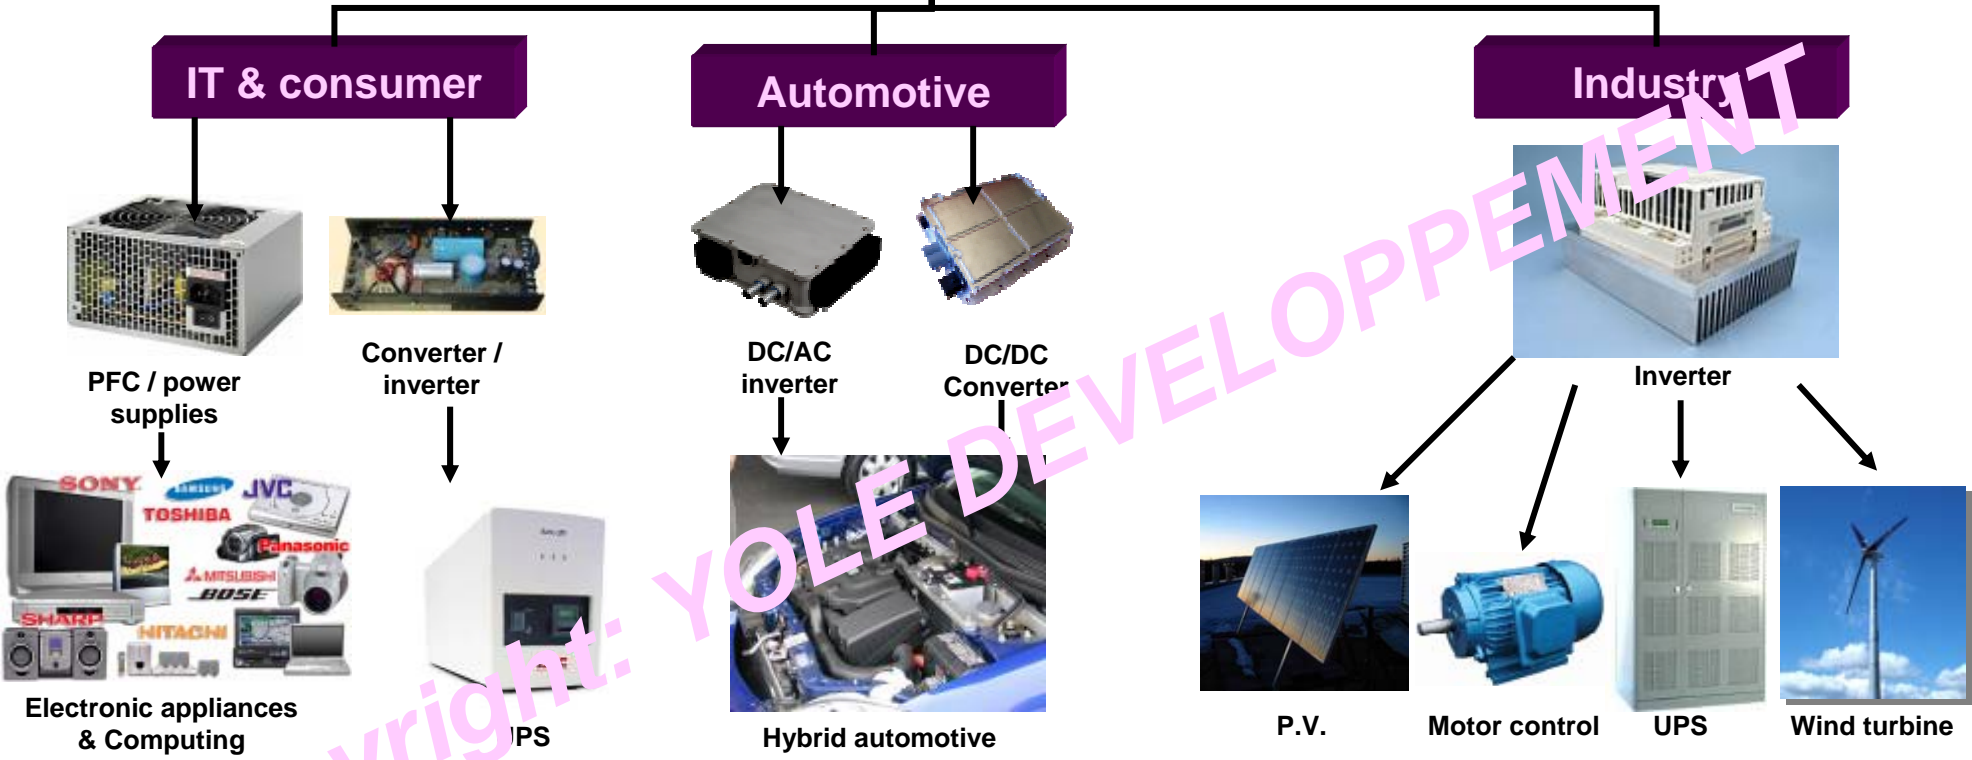 IT & consumer
Automotive
Industry
PFC / power
supplies
Converter /
inverter
DC/AC
inverter
DC/DC
Converter
Inverter
SONY
SAMSUNG
JVC
TOSHIBA
Panasonic
MITSUBISHI
BOSE
SHARP
HITACHI
Electronic appliances
& Computing
UPS
Hybrid automotive
P.V.
Motor control
UPS
Wind turbine
yright: YOLE DEVELOPPEMENT